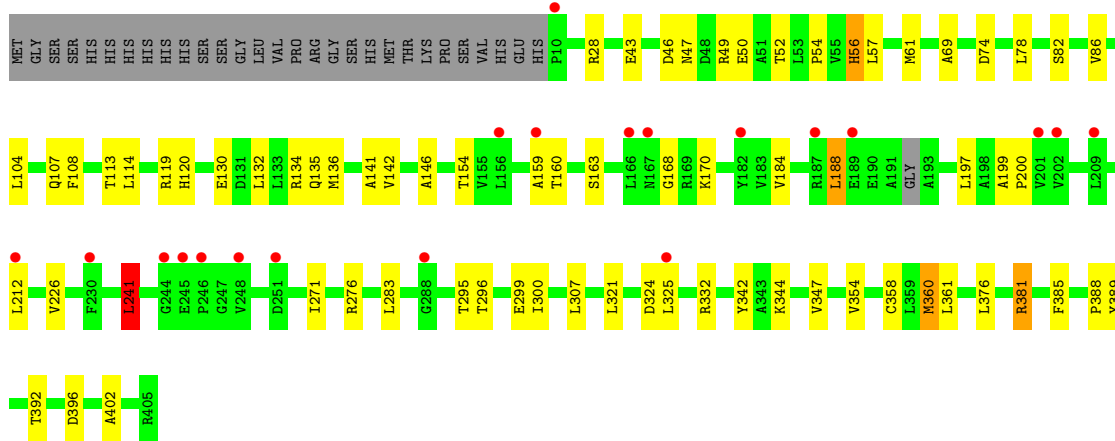 MET GLY SER SER HIS HIS HIS HIS HIS HIS SER SER GLY LEU VAL PRO ARG GLY SER HIS MET THR LYS PRO SER VAL HIS GLU HIS P10 R28 E43 D46 N47 D48 R49 E50 A51 T52 L53 P54 V55 H56 L57 M61 A69 D74 L78 S82 V86
L104 Q107 F108 T113 L114 R119 H120 E130 D131 L132 L133 R134 Q135 M136 A141 V142 A146 T154 V155 L156 A159 T160 S163 L166 N167 G168 R169 K170 Y182 V183 V184 R187 L188 E189 E190 A191 GLY A193 L197 A198 A199 P200 V201 V202 L209
L212 V226 F230 L241 G244 E245 P246 G247 V248 D251 I271 R276 L283 G288 T295 T296 E299 I300 L307 L321 D324 L325 R332 Y342 A343 K344 V347 V354 C358 L359 M360 L361 L376 R381 F385 P388
T392 D396 A402 R405